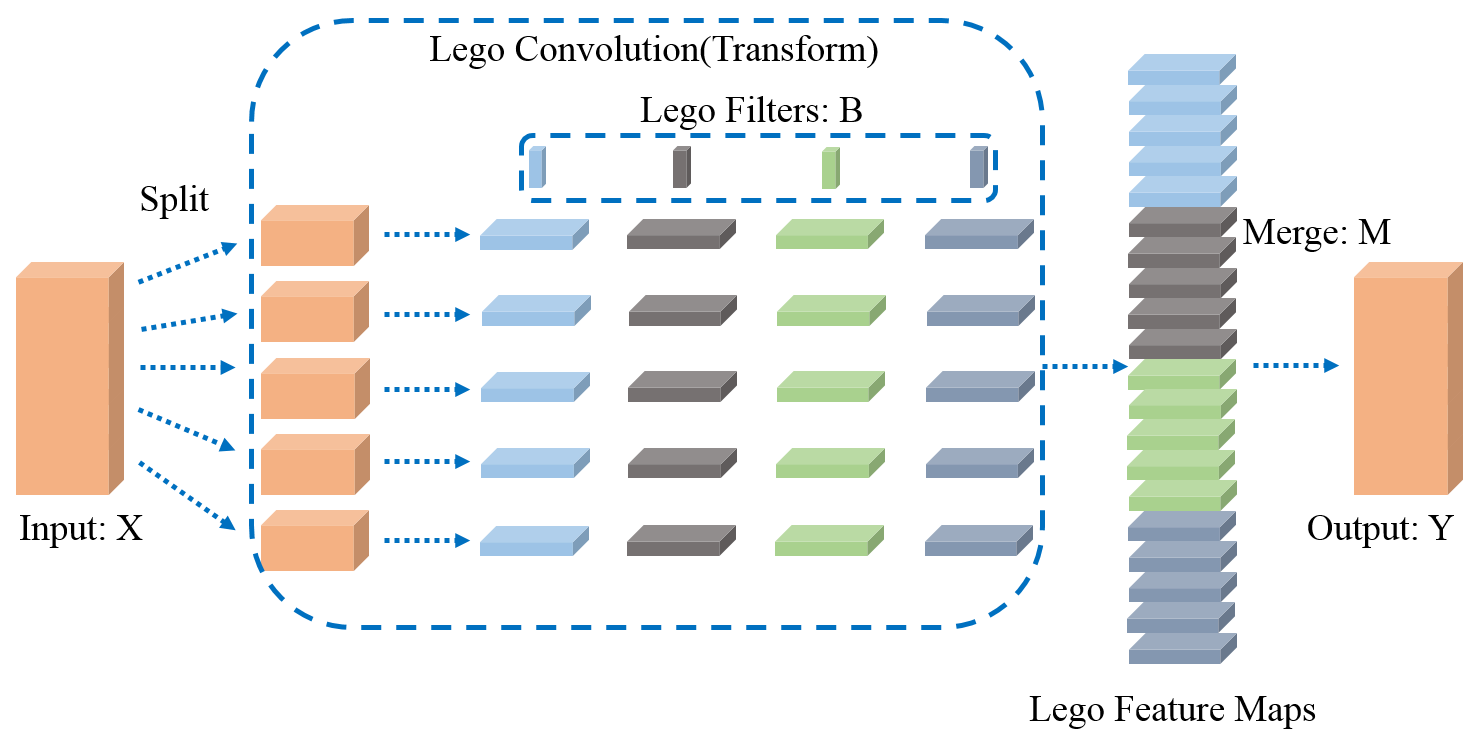 Lego Convolution(Transform)
Lego Filters: B
Split
Merge: M
Input: X
Output: Y
Lego Feature Maps